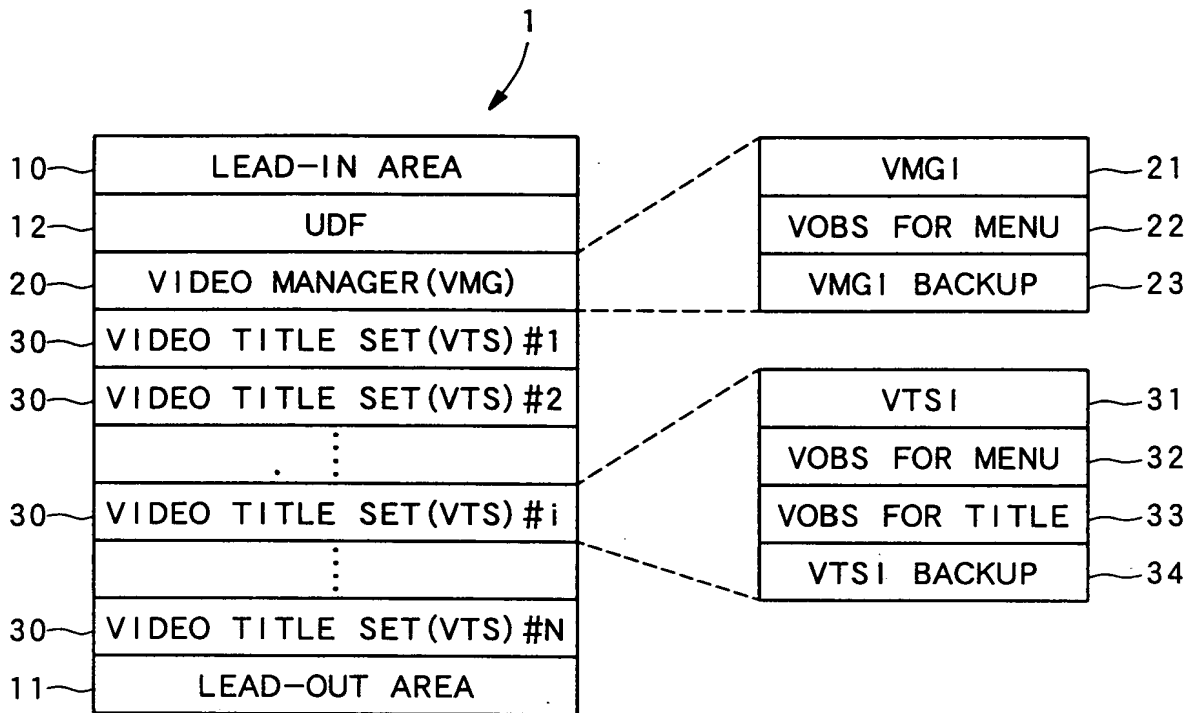 1
10 LEAD-IN AREA
12 UDF
20 VIDEO MANAGER(VMG)
30 VIDEO TITLE SET(VTS)#1
30 VIDEO TITLE SET(VTS)#2
30 VIDEO TITLE SET(VTS)#i
30 VIDEO TITLE SET(VTS)#N
11 LEAD-OUT AREA
VMGI 21
VOBS FOR MENU 22
VMGI BACKUP 23
VTSI 31
VOBS FOR MENU 32
VOBS FOR TITLE 33
VTSI BACKUP 34